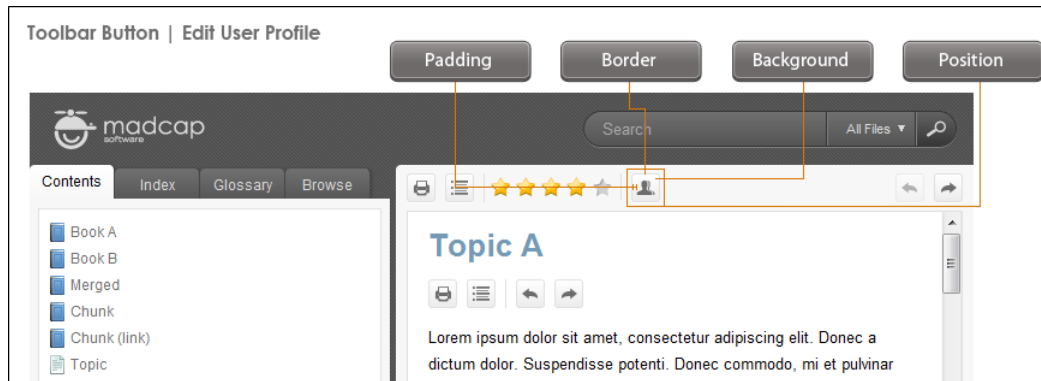 Toolbar Button | Edit User Profile
Padding
Border
Background
Position
madcap
software
Search
All Files
Contents
Index
Glossary
Browse
Book A
Book B
Merged
Chunk
Chunk (link)
Topic
Topic A
Lorem ipsum dolor sit amet, consectetur adipiscing elit. Donec a
dictum dolor. Suspendisse potenti. Donec commodo, mi et pulvinar